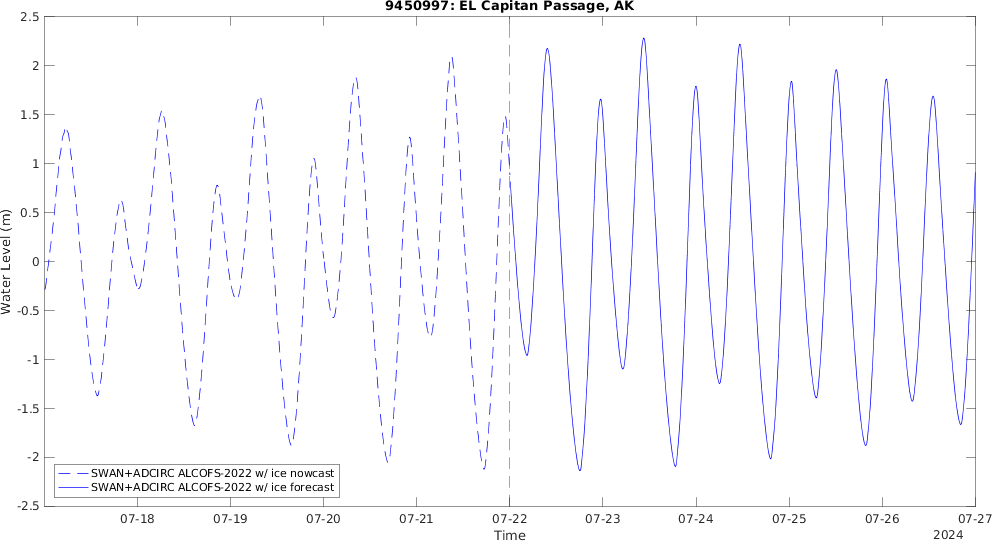 9450997: EL Capitan Passage, AK
2.5
2
1.5
1
0.5
0
-0.5
-1
-1.5
-2
-2.5
Water Level (m)
SWAN+ADCIRC ALCOFS-2022 w/ ice nowcast
SWAN+ADCIRC ALCOFS-2022 w/ ice forecast
07-18 07-19 07-20 07-21 07-22 07-23 07-24 07-25 07-26 07-27
Time
2024